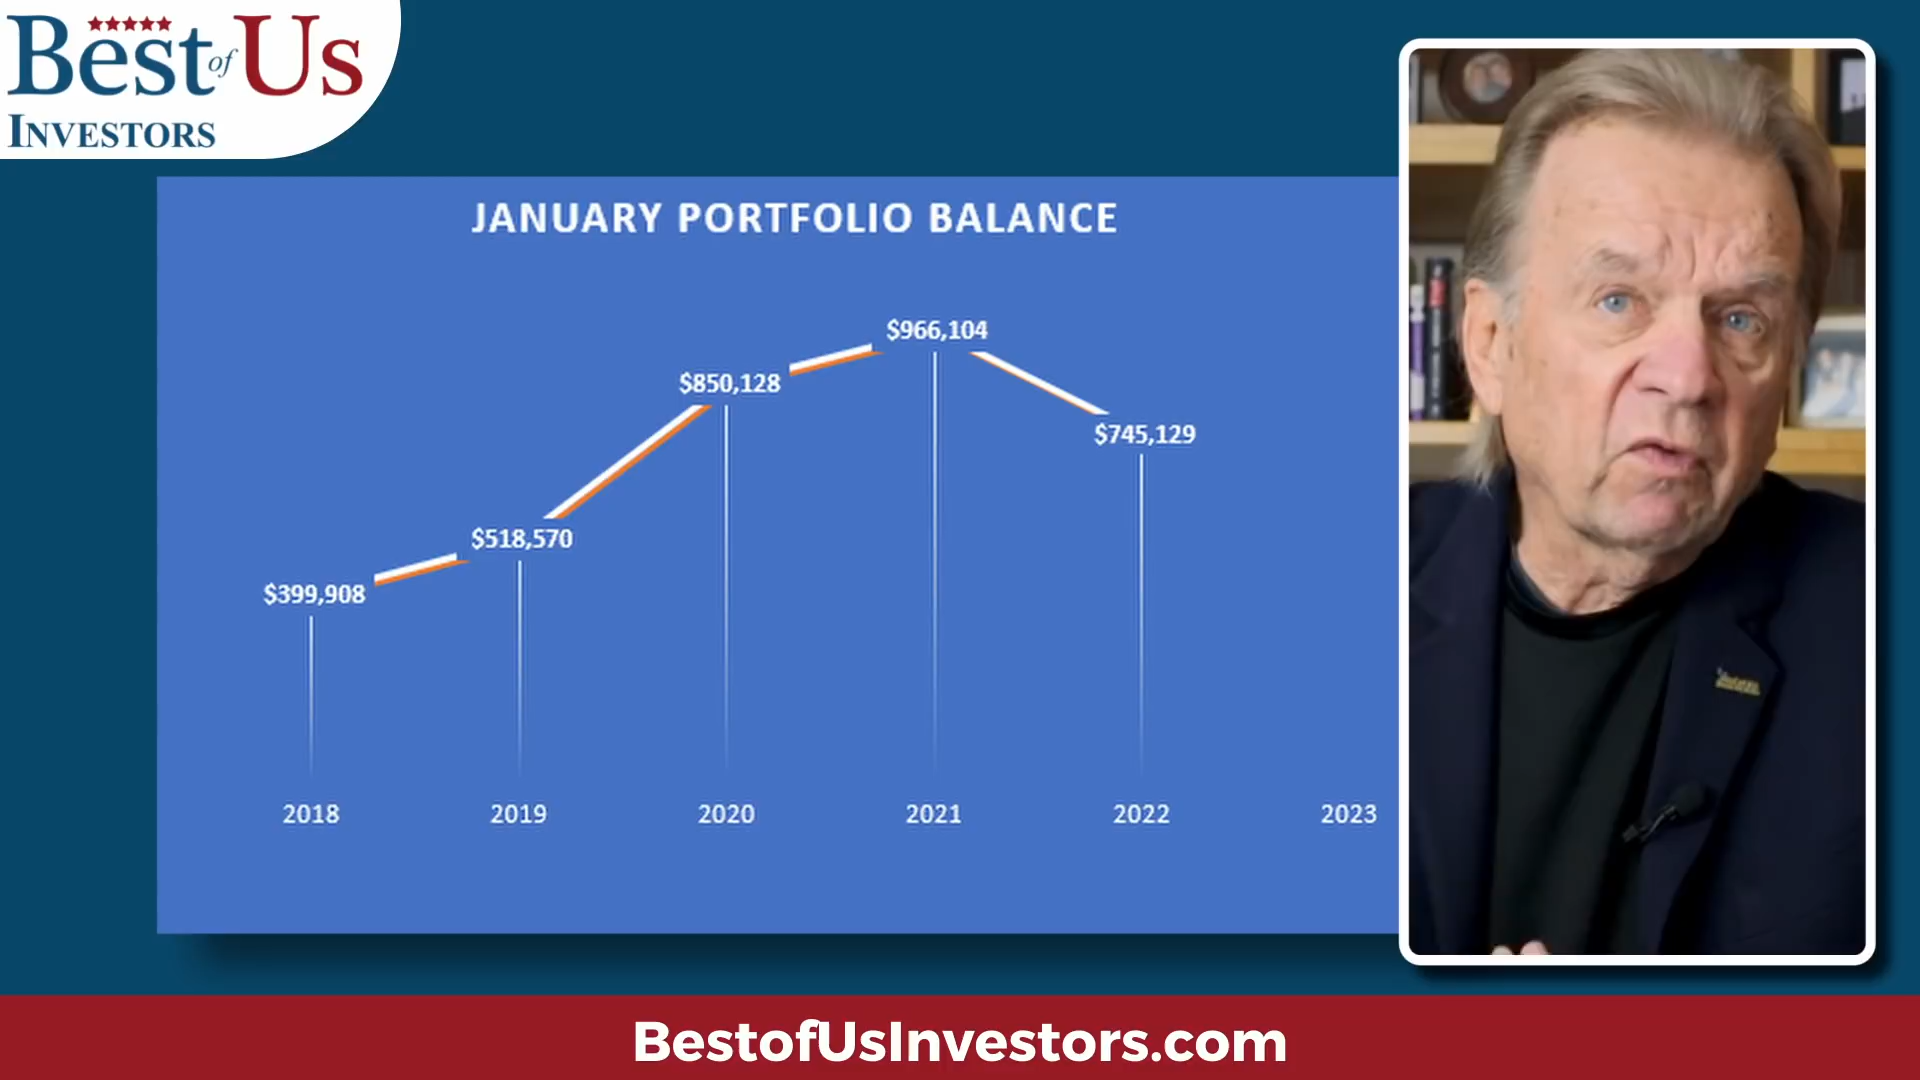 Best of Us
INVESTORS
JANUARY PORTFOLIO BALANCE
$966,104
$850,128
$745,129
$518,570
$399,908
2018 2019 2020 2021 2022 2023
BestofUsInvestors.com